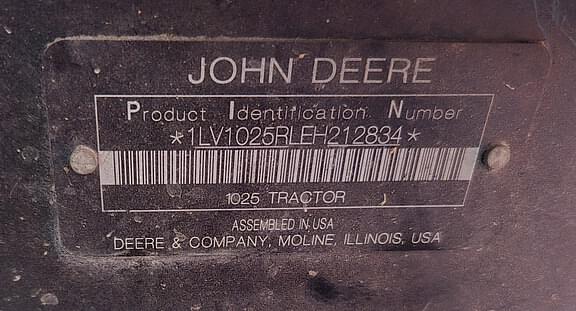 JOHN DEERE
Product Identification Number
*1LV1025RLEH212834*
1025 TRACTOR
ASSEMBLED IN USA
DEERE & COMPANY, MOLINE, ILLINOIS, USA